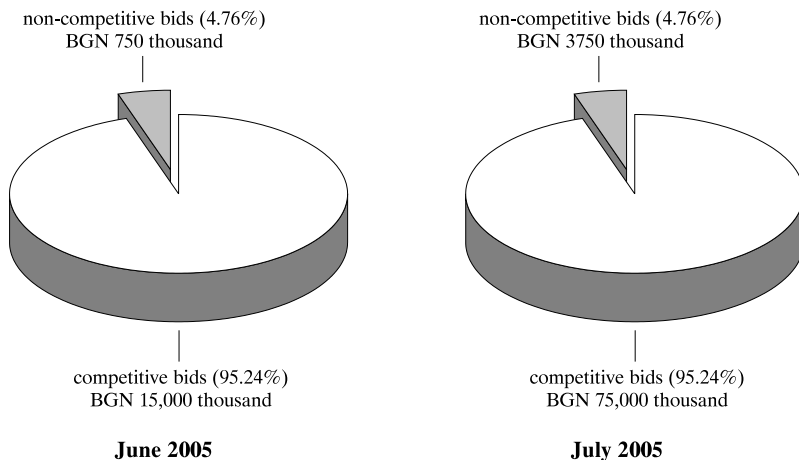 non-competitive bids (4.76%)
BGN 750 thousand
competitive bids (95.24%)
BGN 15,000 thousand
June 2005
non-competitive bids (4.76%)
BGN 3750 thousand
competitive bids (95.24%)
BGN 75,000 thousand
July 2005